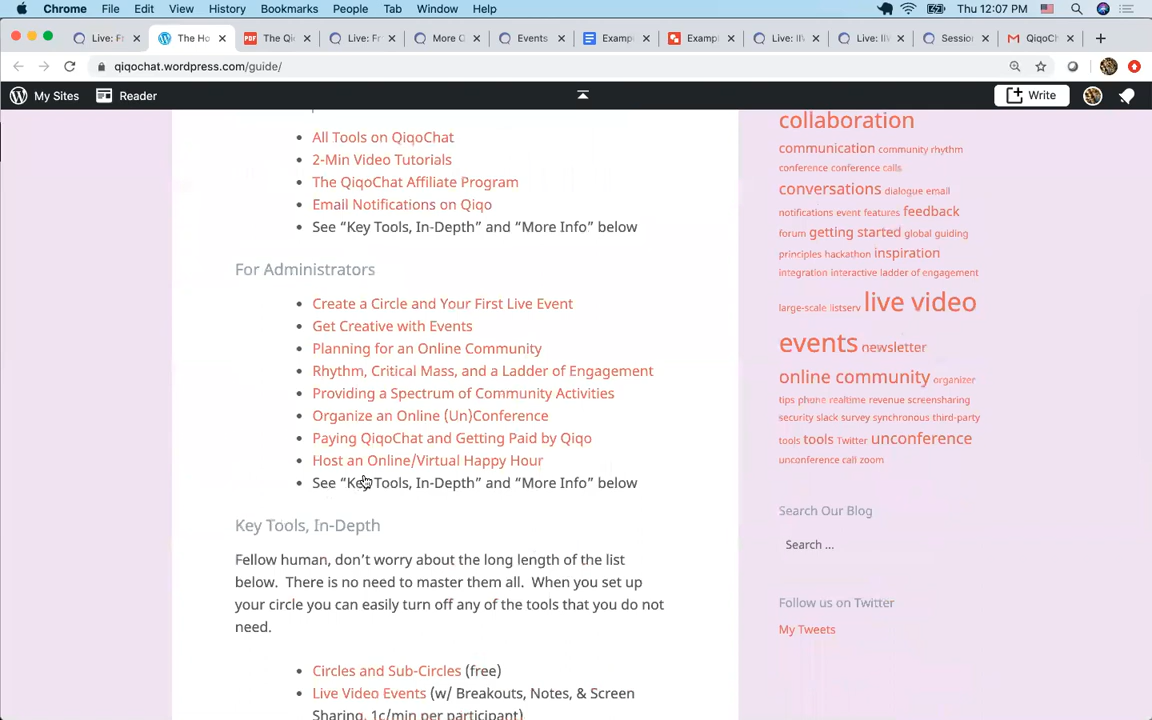 Chrome File Edit View History Bookmarks People Tab Window Help Thu 12:07 PM
Live: Fr The Ho PDF The Qi Live: Fr More Q Events Examp Exampl Live: IIV Live: IIV Sessio QiqoCh
qiqochat.wordpress.com/guide/
My Sites Reader Write
All Tools on QiqoChat
2-Min Video Tutorials
The QiqoChat Affiliate Program
Email Notifications on Qiqo
See “Key Tools, In-Depth” and “More Info” below
For Administrators
Create a Circle and Your First Live Event
Get Creative with Events
Planning for an Online Community
Rhythm, Critical Mass, and a Ladder of Engagement
Providing a Spectrum of Community Activities
Organize an Online (Un)Conference
Paying QiqoChat and Getting Paid by Qiqo
Host an Online/Virtual Happy Hour
See “Key Tools, In-Depth” and “More Info” below
Key Tools, In-Depth
Fellow human, don’t worry about the long length of the list
below. There is no need to master them all. When you set up
your circle you can easily turn off any of the tools that you do not
need.
Circles and Sub-Circles (free)
Live Video Events (w/ Breakouts, Notes, & Screen
Sharing, 1c/min per participant)
collaboration
communication community rhythm
conference conference calls
conversations dialogue email
notifications event features feedback
forum getting started global guiding
principles hackathon inspiration
integration interactive ladder of engagement
large-scale listserv live video
events newsletter
online community organizer
tips phone realtime revenue screensharing
security slack survey synchronous third-party
tools tools Twitter unconference
unconference call zoom
Search Our Blog
Search ...
Follow us on Twitter
My Tweets